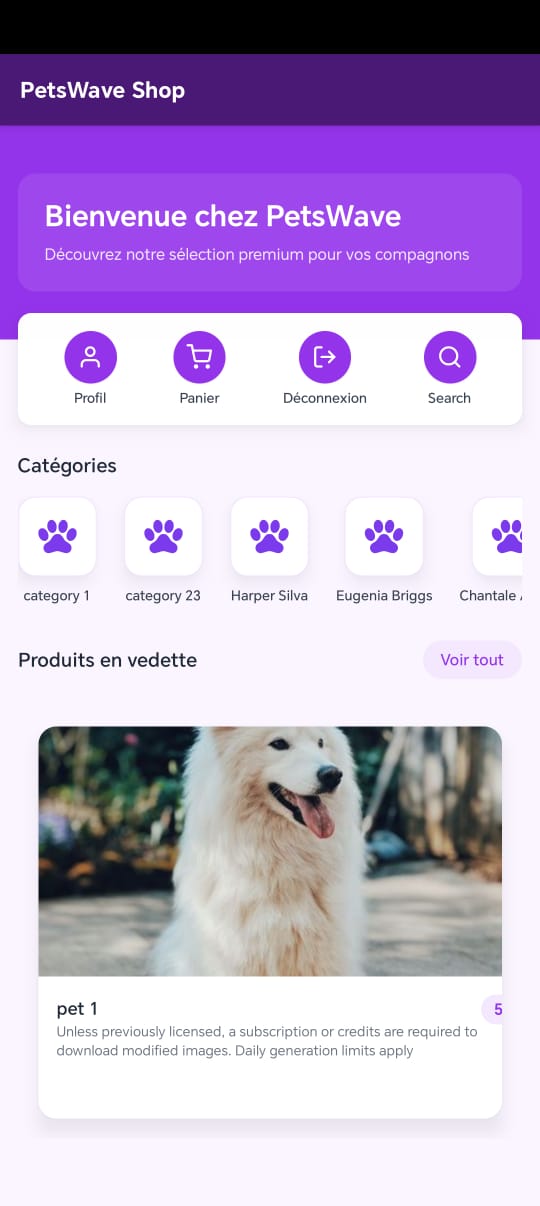 PetsWave Shop
Bienvenue chez PetsWave
Découvrez notre sélection premium pour vos compagnons
Profil
Panier
Déconnexion
Search
Catégories
category 1
category 23
Harper Silva
Eugenia Briggs
Chantale
Produits en vedette
Voir tout
pet 1
5
Unless previously licensed, a subscription or credits are required to
download modified images. Daily generation limits apply